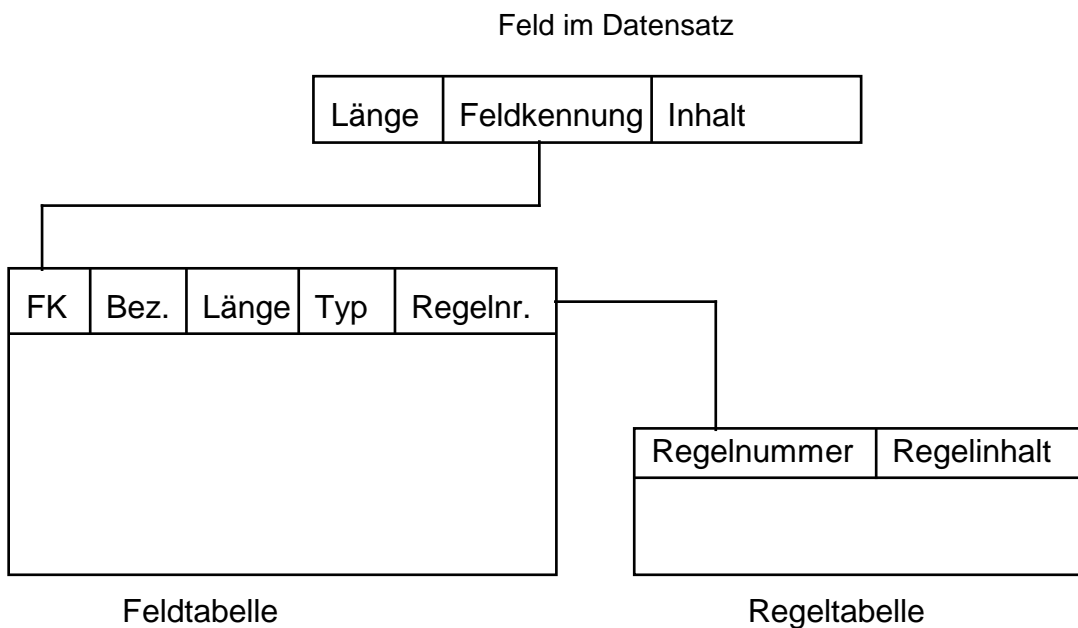 Feld im Datensatz
Länge Feldkennung Inhalt
FK Bez. Länge Typ Regelnr.
Regelnummer Regelinhalt
Feldtabelle Regeltabelle